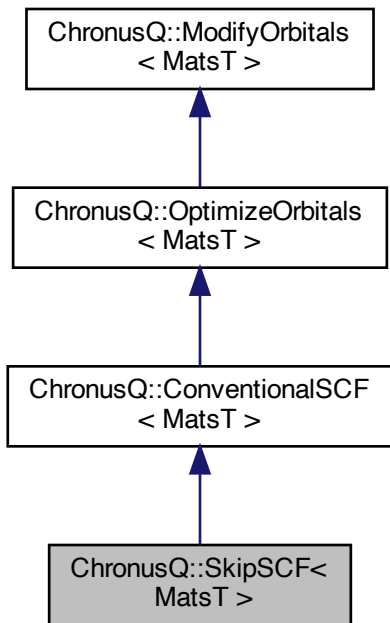 ChronusQ::ModifyOrbitals
< MatsT >
ChronusQ::OptimizeOrbitals
< MatsT >
ChronusQ::ConventionalSCF
< MatsT >
ChronusQ::SkipSCF<
MatsT >